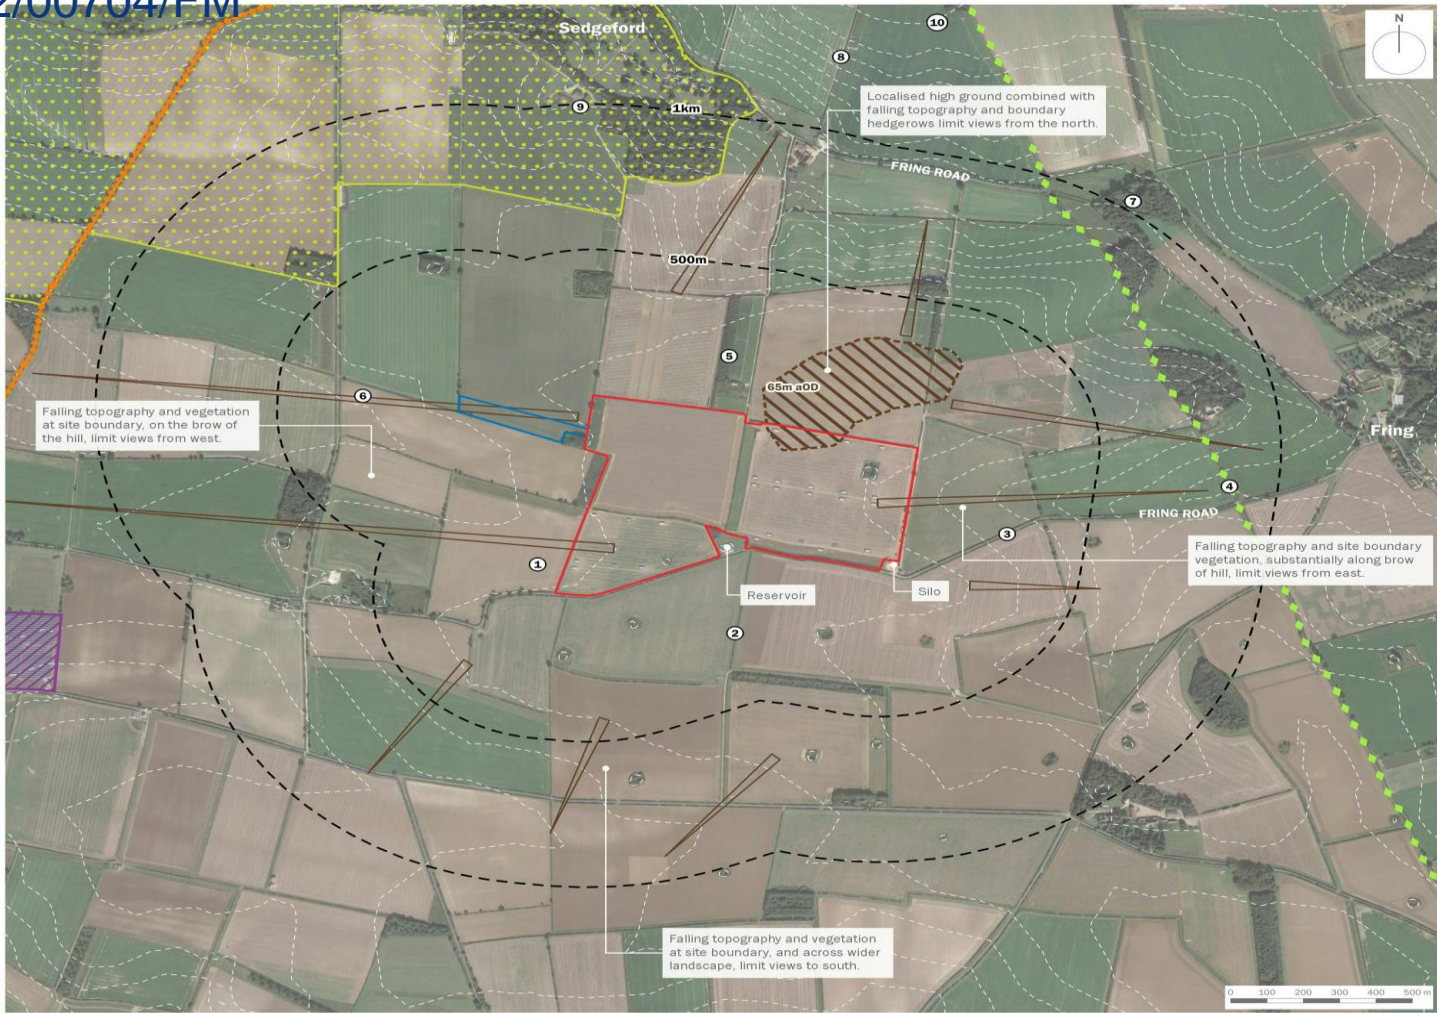 2/00704/FM
Sedgeford
10
N
8
Localised high ground combined with
falling topography and boundary
hedgerows limit views from the north.
9
1km
FRING ROAD
7
500m
5
65m aOD
6
Falling topography and vegetation
at site boundary, on the brow of
the hill, limit views from west.
Fring
4
FRING ROAD
3
Falling topography and site boundary
vegetation, substantially along brow
of hill, limit views from east.
1
Reservoir
Silo
2
Falling topography and vegetation
at site boundary, and across wider
landscape, limit views to south.
0 100 200 300 400 500 m